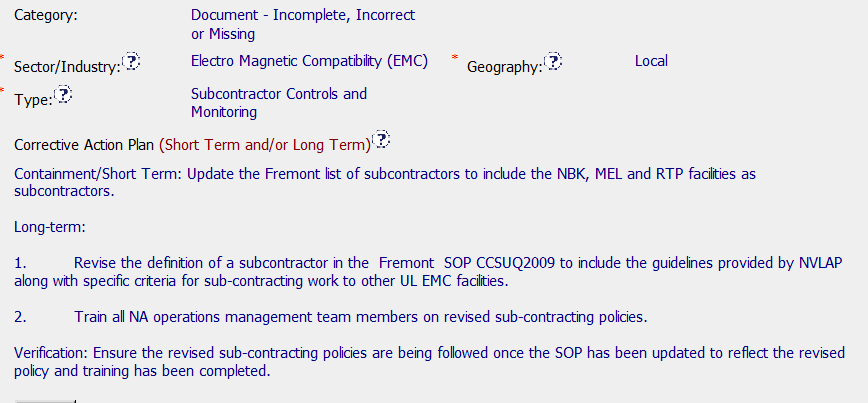 Category: Document - Incomplete, Incorrect
or Missing
* Sector/Industry: ? Electro Magnetic Compatibility (EMC) * Geography: ? Local
* Type: ? Subcontractor Controls and
Monitoring
Corrective Action Plan (Short Term and/or Long Term) ?
Containment/Short Term: Update the Fremont list of subcontractors to include the NBK, MEL and RTP facilities as
subcontractors.
Long-term:
1. Revise the definition of a subcontractor in the Fremont SOP CCSUQ2009 to include the guidelines provided by NVLAP
along with specific criteria for sub-contracting work to other UL EMC facilities.
2. Train all NA operations management team members on revised sub-contracting policies.
Verification: Ensure the revised sub-contracting policies are being followed once the SOP has been updated to reflect the revised
policy and training has been completed.